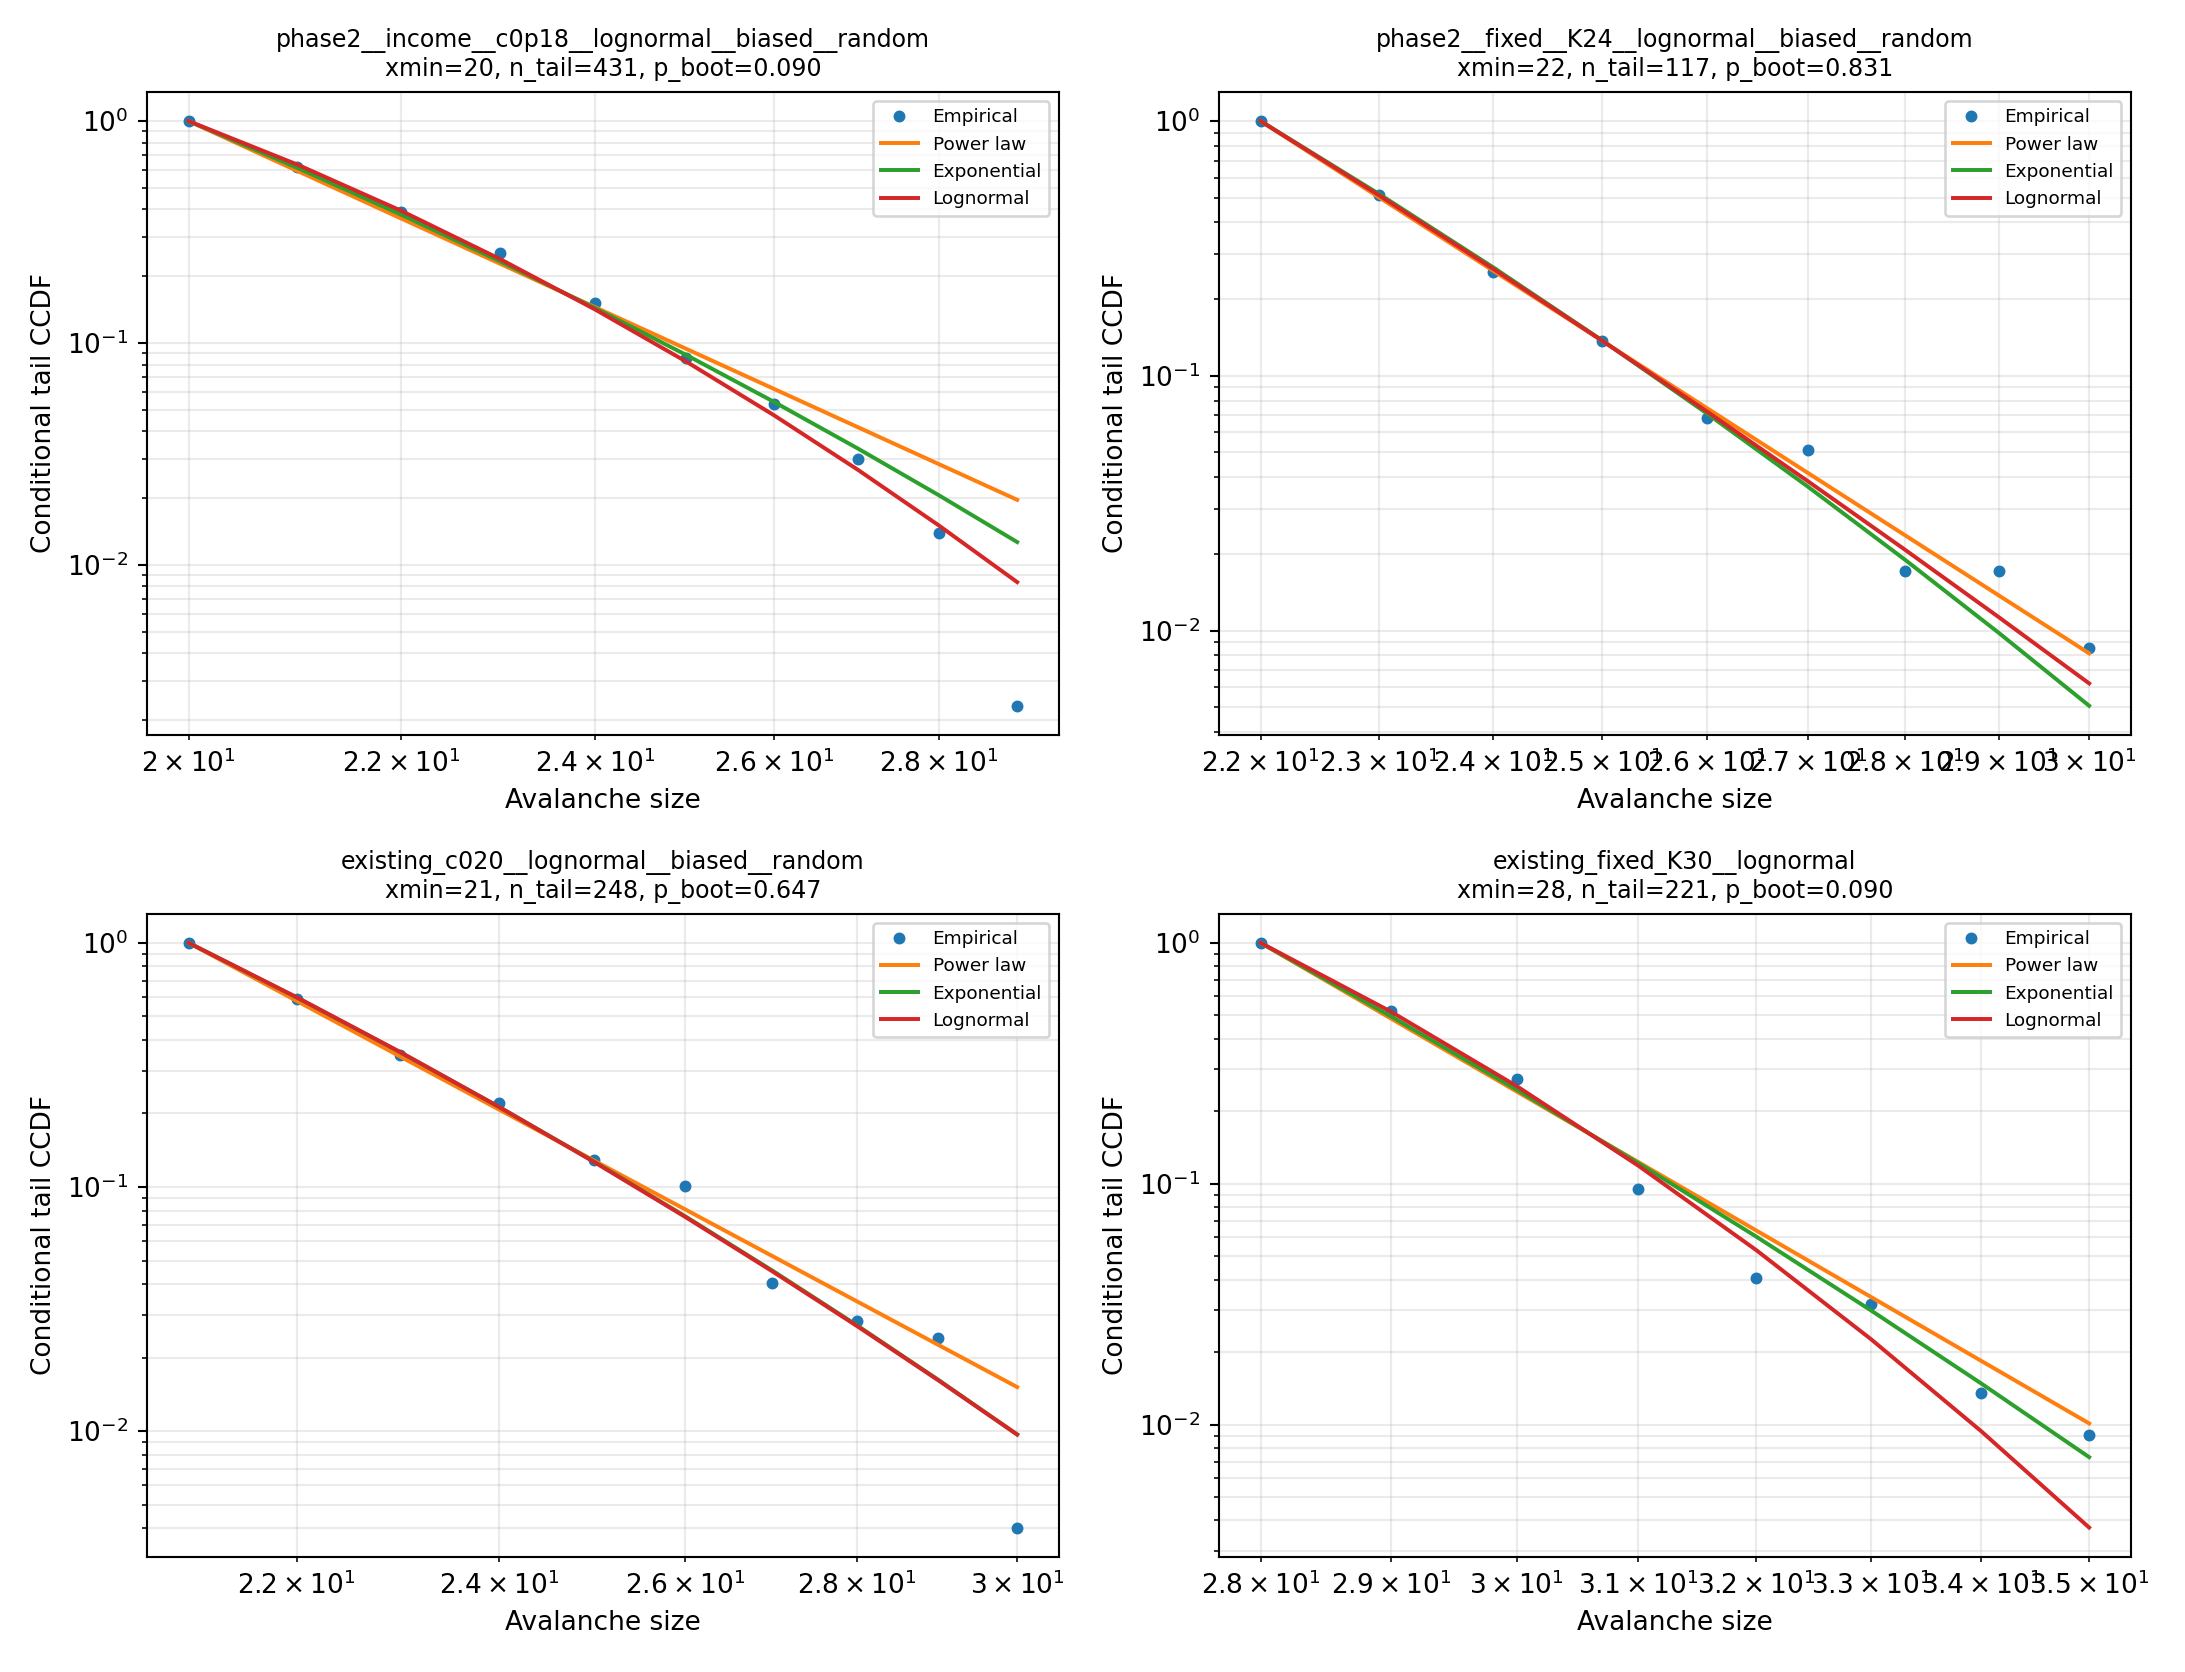 phase2__income__c0p18__lognormal__biased__random
xmin=20, n_tail=431, p_boot=0.090
10⁰
10⁻¹
10⁻²
Conditional tail CCDF
Empirical
Power law
Exponential
Lognormal
2 × 10¹ 2.2 × 10¹ 2.4 × 10¹ 2.6 × 10¹ 2.8 × 10¹
Avalanche size
phase2__fixed__K24__lognormal__biased__random
xmin=22, n_tail=117, p_boot=0.831
10⁰
10⁻¹
10⁻²
Conditional tail CCDF
Empirical
Power law
Exponential
Lognormal
2.2 × 10¹ 2.3 × 10¹ 2.4 × 10¹ 2.5 × 10¹ 2.6 × 10¹ 2.7 × 10¹ 2.8 × 10¹ 2.9 × 10¹ 3 × 10¹
Avalanche size
existing_c020__lognormal__biased__random
xmin=21, n_tail=248, p_boot=0.647
10⁰
10⁻¹
10⁻²
Conditional tail CCDF
Empirical
Power law
Exponential
Lognormal
2.2 × 10¹ 2.4 × 10¹ 2.6 × 10¹ 2.8 × 10¹ 3 × 10¹
Avalanche size
existing_fixed_K30__lognormal
xmin=28, n_tail=221, p_boot=0.090
10⁰
10⁻¹
10⁻²
Conditional tail CCDF
Empirical
Power law
Exponential
Lognormal
2.8 × 10¹ 2.9 × 10¹ 3 × 10¹ 3.1 × 10¹ 3.2 × 10¹ 3.3 × 10¹ 3.4 × 10¹ 3.5 × 10¹
Avalanche size